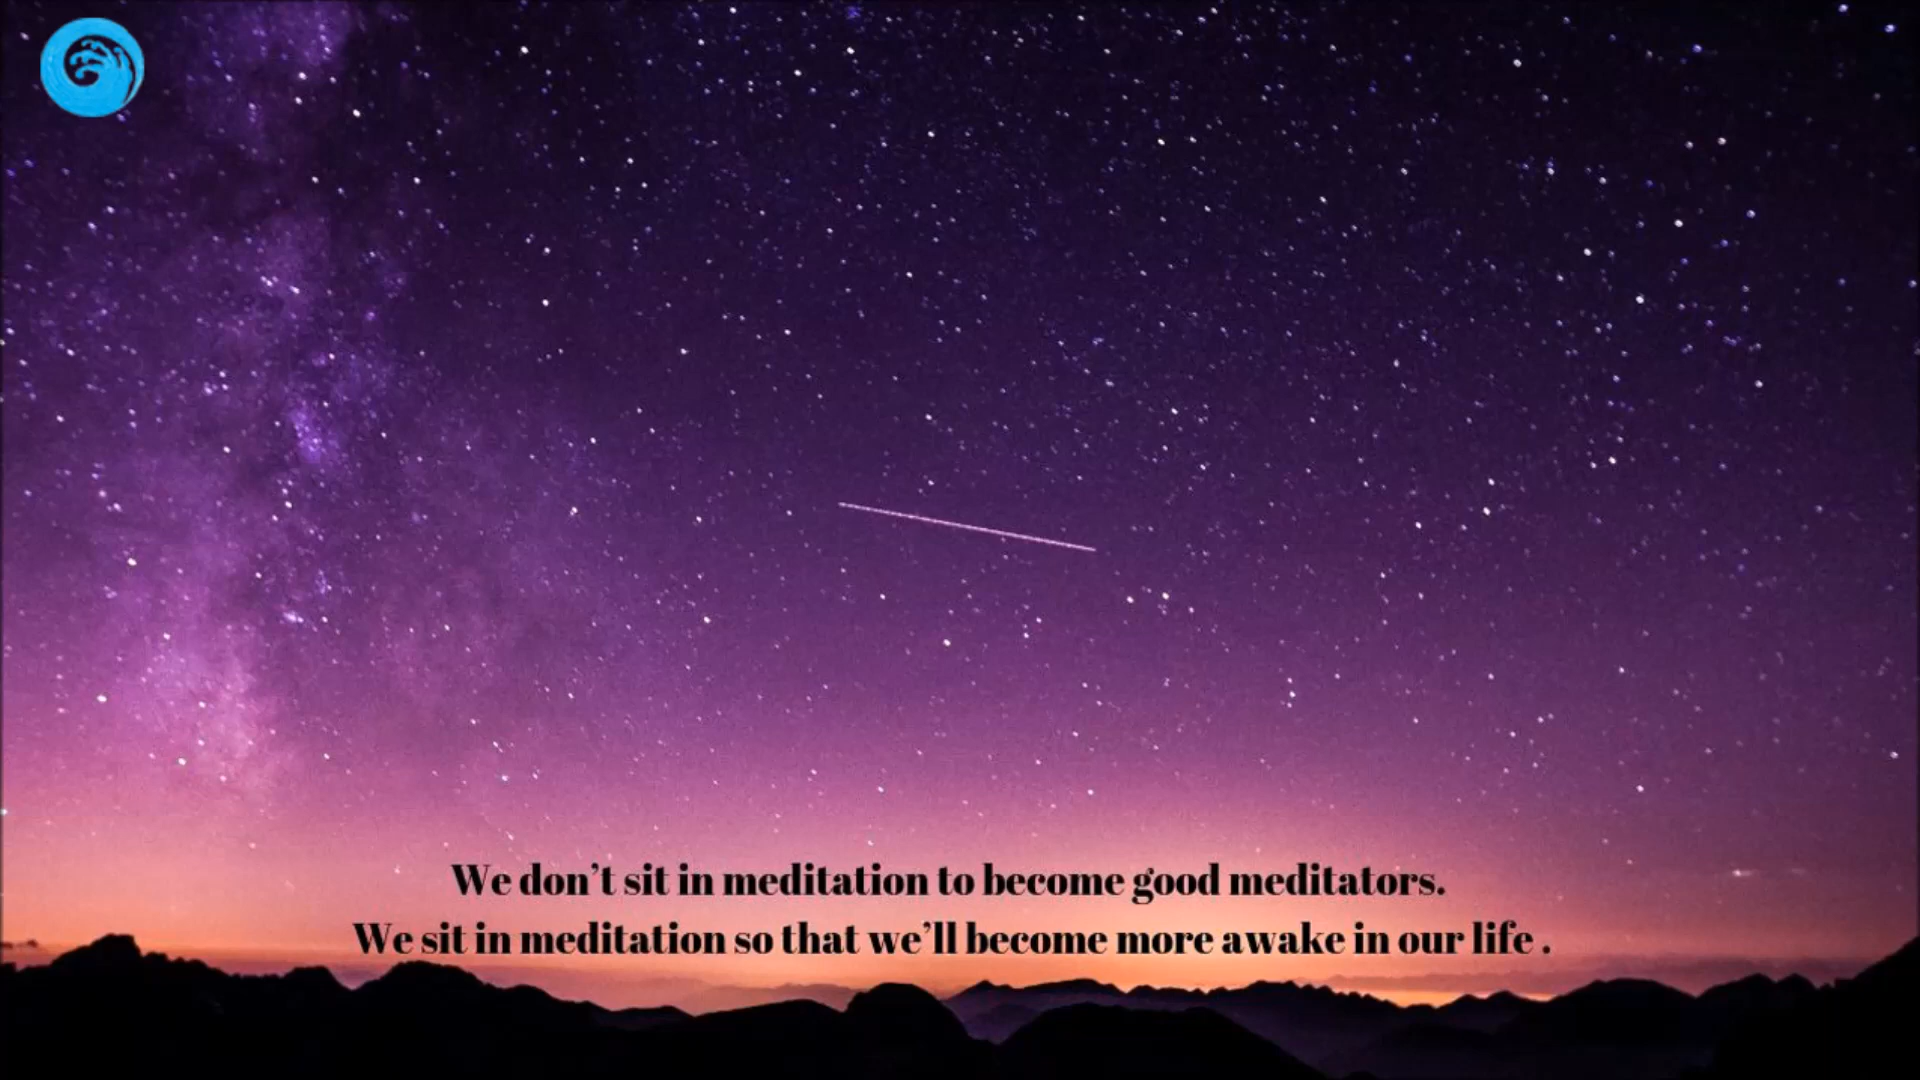 We don’t sit in meditation to become good meditators.
We sit in meditation so that we’ll become more awake in our life .